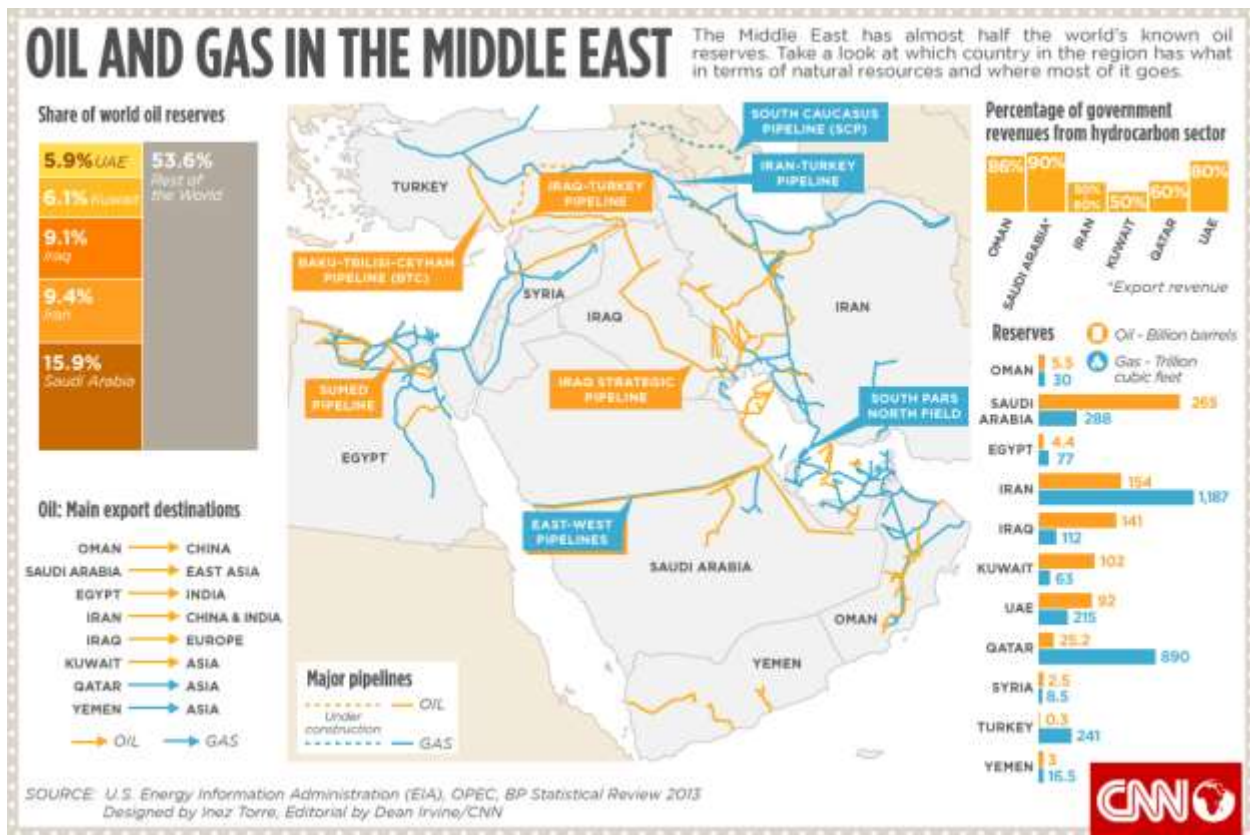 OIL AND GAS IN THE MIDDLE EAST
The Middle East has almost half the world's known oil
reserves. Take a look at which country in the region has what
in terms of natural resources and where most of it goes.
Share of world oil reserves
5.9% UAE
6.1% Kuwait
9.1%
Iraq
9.4%
Iran
15.9%
Saudi Arabia
53.6%
Rest of
the World
Oil: Main export destinations
OMAN CHINA
SAUDI ARABIA EAST ASIA
EGYPT INDIA
IRAN CHINA & INDIA
IRAQ EUROPE
KUWAIT ASIA
QATAR ASIA
YEMEN ASIA
OIL GAS
SOUTH CAUCASUS
PIPELINE (SCP)
IRAN-TURKEY
PIPELINE
TURKEY
IRAQ-TURKEY
PIPELINE
BAKU-TBILISI-CEYHAN
PIPELINE (BTC)
SYRIA
IRAQ
IRAN
SUMED
PIPELINE
IRAQ STRATEGIC
PIPELINE
SOUTH PARS
NORTH FIELD
EGYPT
EAST-WEST
PIPELINES
SAUDI ARABIA
OMAN
YEMEN
Major pipelines
OIL
Under
construction
GAS
Percentage of government
revenues from hydrocarbon sector
86%
90%
50%
60%
50%
60%
80%
OMAN
SAUDI ARABIA*
IRAN
KUWAIT
QATAR
UAE
*Export revenue
Reserves
Oil - Billion barrels
Gas - Trillion
cubic feet
OMAN
5.5
30
SAUDI
ARABIA
265
288
EGYPT
4.4
77
IRAN
154
1,187
IRAQ
141
112
KUWAIT
102
63
UAE
92
215
QATAR
25.2
890
SYRIA
2.5
8.5
TURKEY
0.3
241
YEMEN
3
16.5
SOURCE: U.S. Energy Information Administration (EIA), OPEC, BP Statistical Review 2013
Designed by Inez Torre, Editorial by Dean Irvine/CNN
CNN